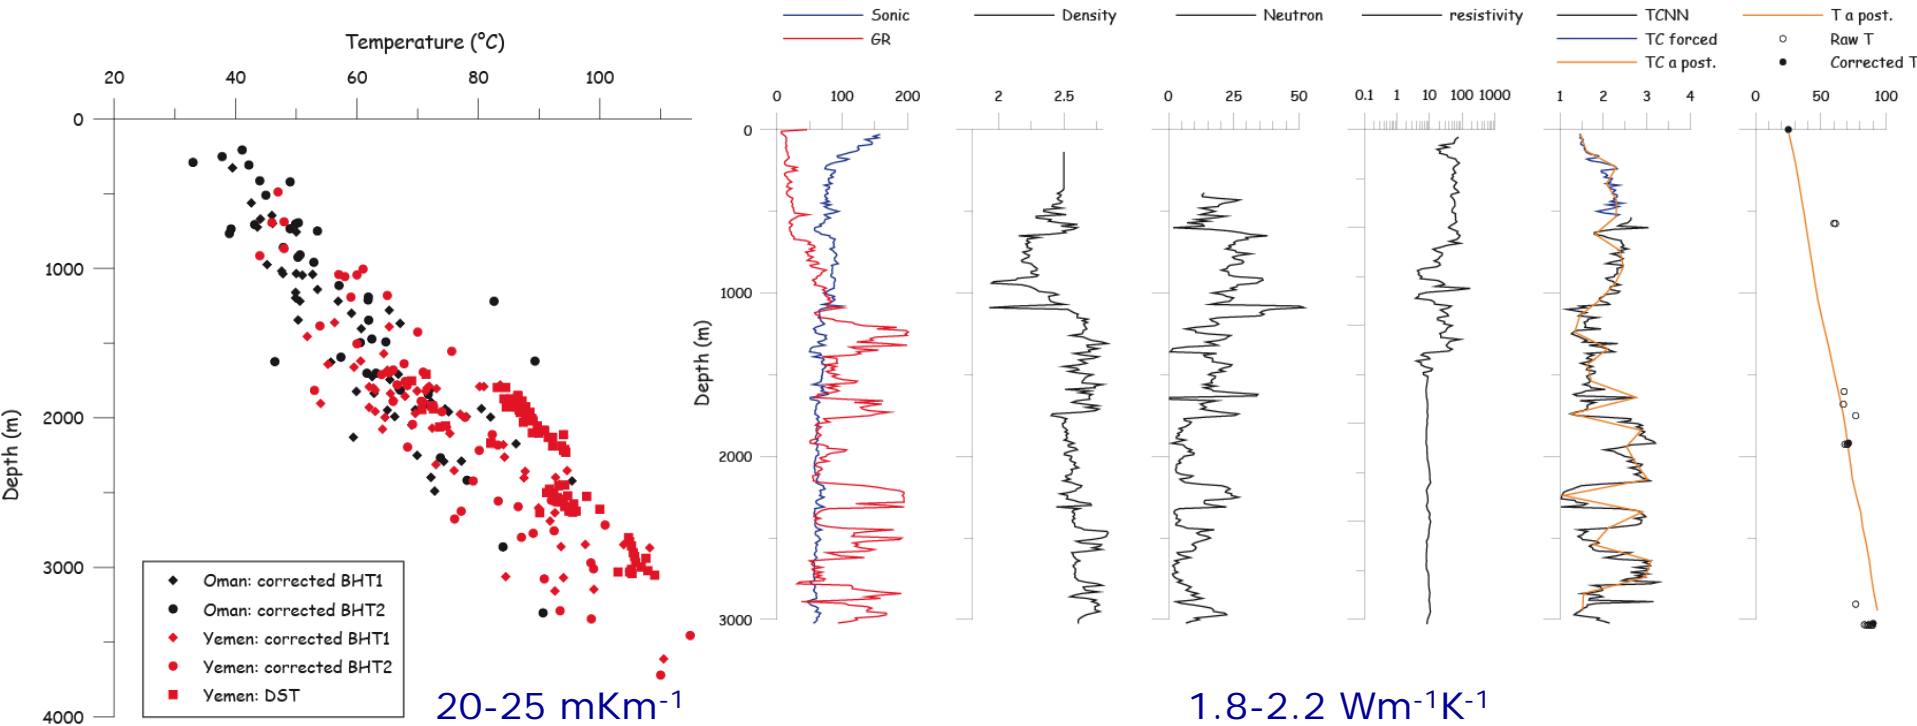 Temperature (°C)
20 40 60 80 100
0
1000
2000
3000
4000
Depth (m)
Oman: corrected BHT1
Oman: corrected BHT2
Yemen: corrected BHT1
Yemen: corrected BHT2
Yemen: DST
20-25 mKm⁻¹
Sonic
GR
0 100 200
0
1000
2000
3000
Depth (m)
Density
2 2.5
Neutron
0 25 50
resistivity
0.1 1 10 100 1000
TCNN
TC forced
TC a post.
1 2 3 4
T a post.
Raw T
Corrected T
0 50 100
1.8-2.2 Wm⁻¹K⁻¹